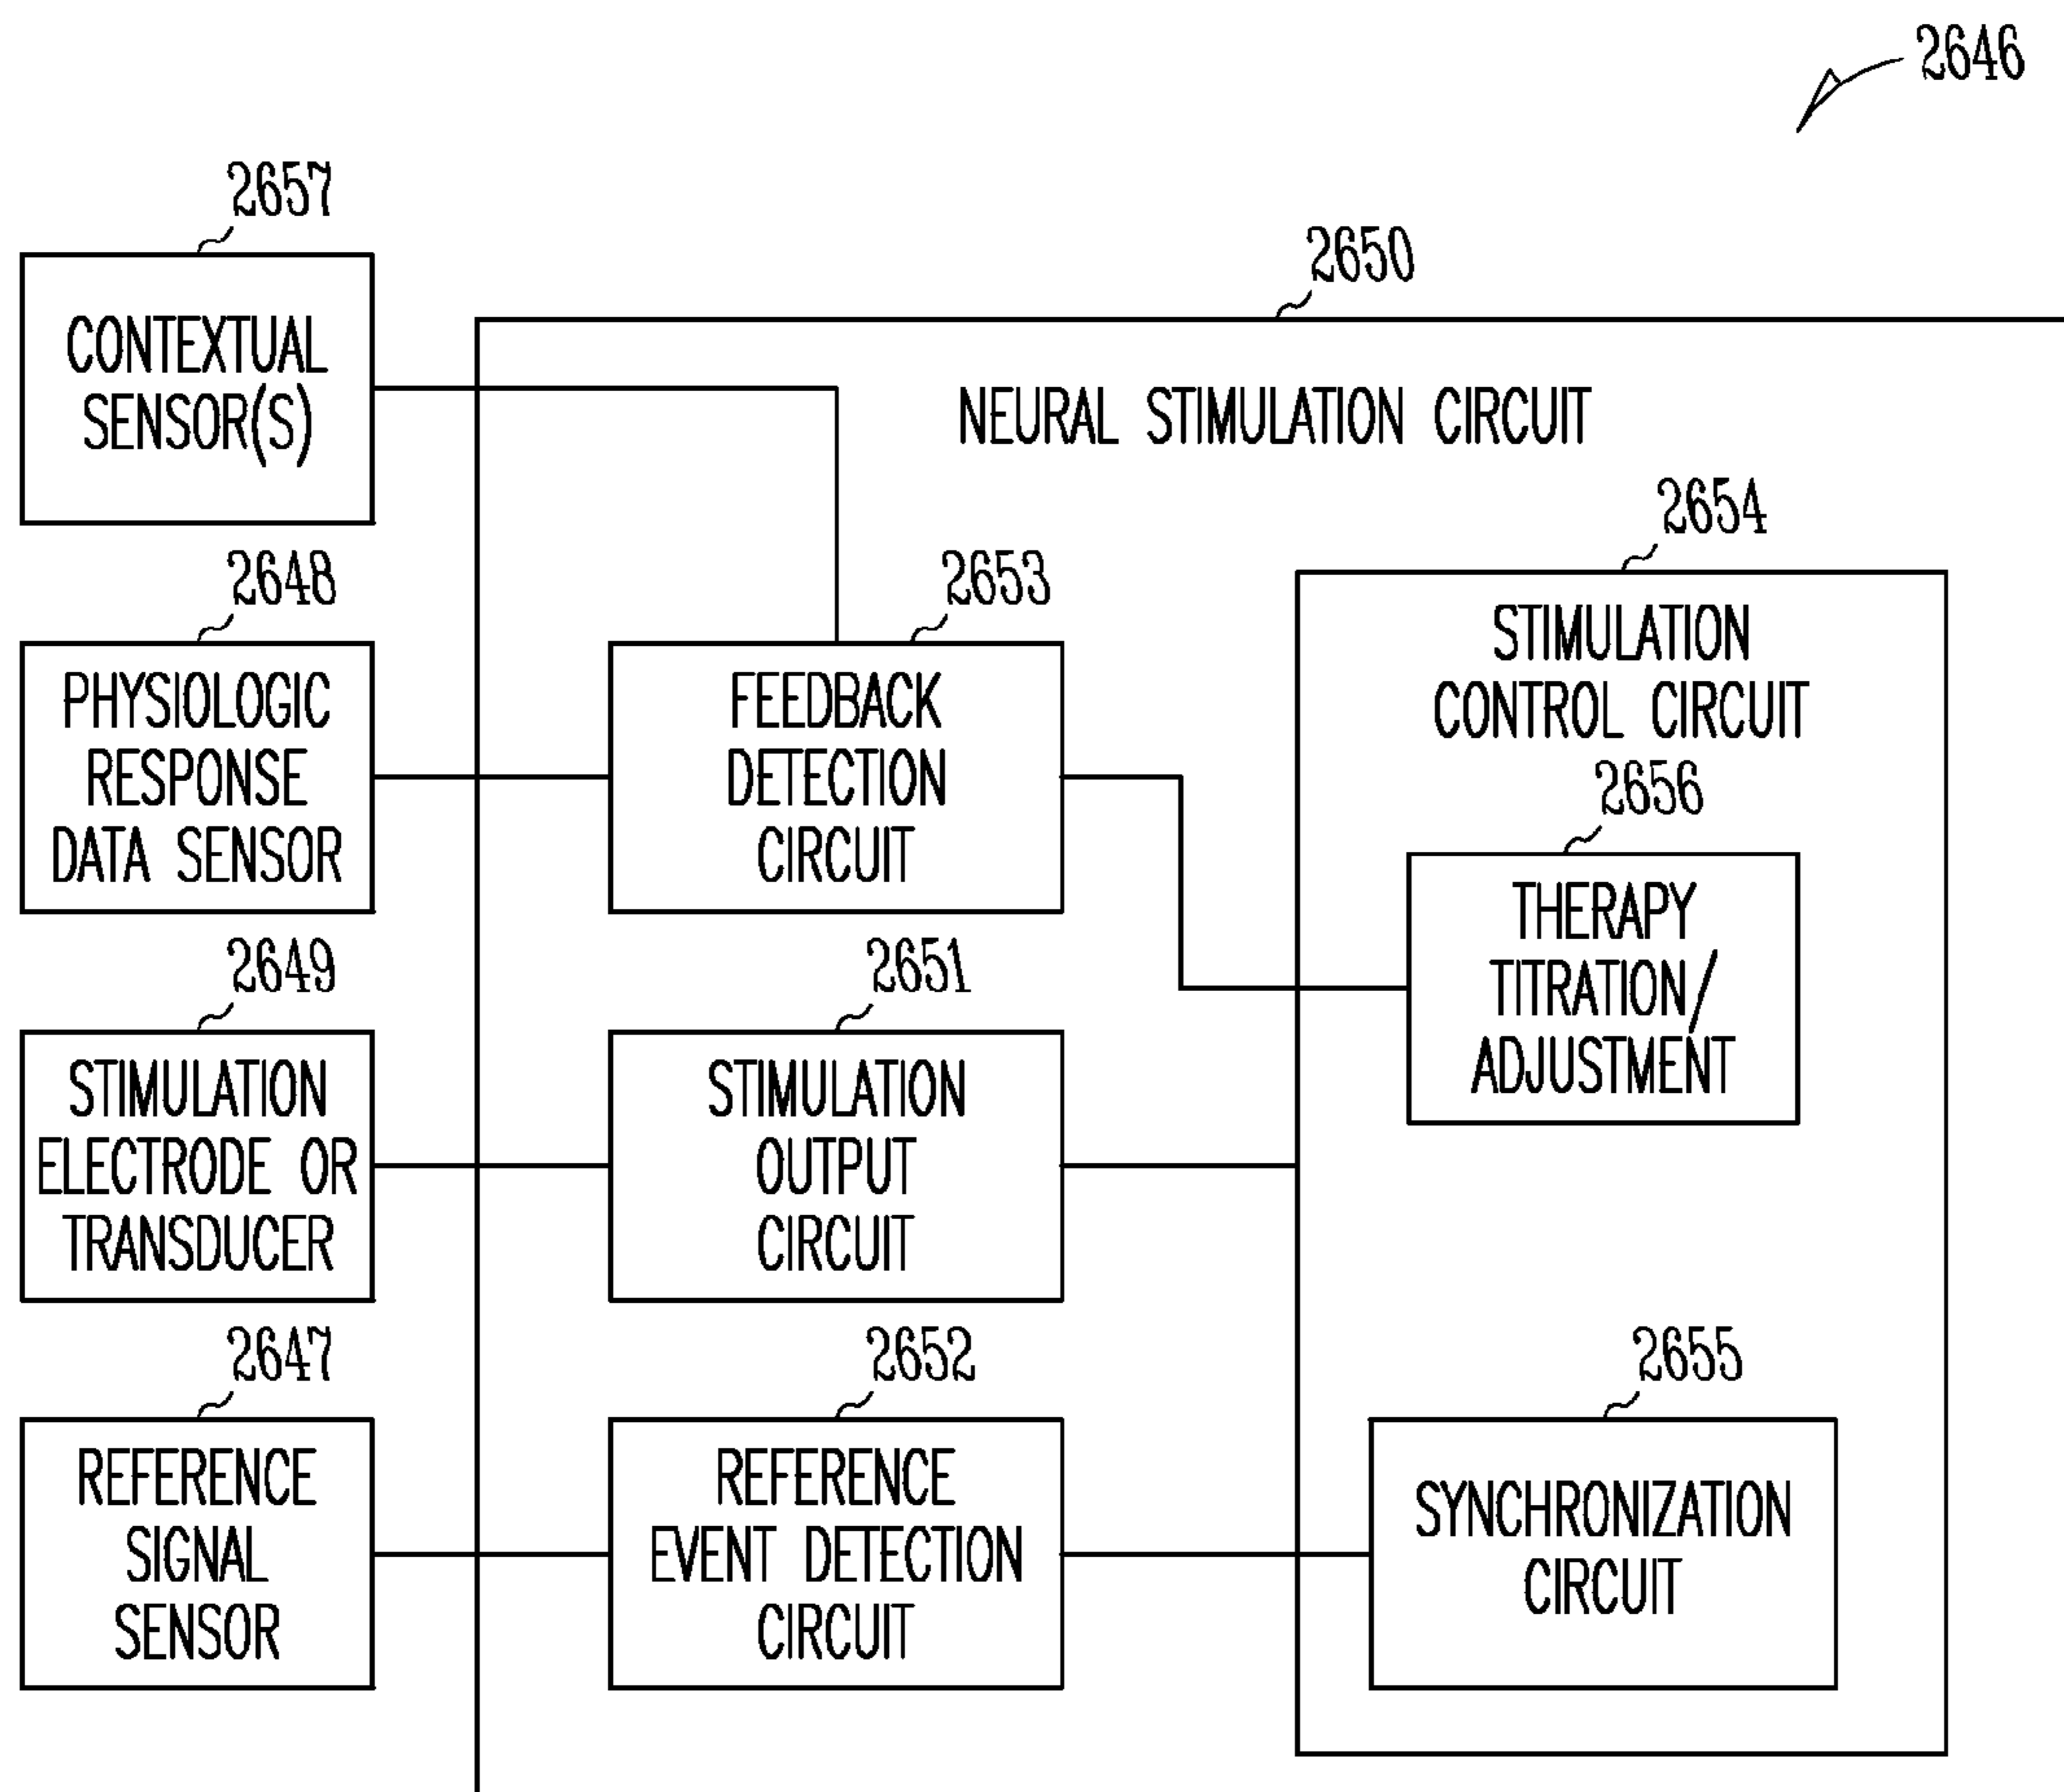 2646
2657
CONTEXTUAL
SENSOR(S)
2650
NEURAL STIMULATION CIRCUIT
2648
PHYSIOLOGIC
RESPONSE
DATA SENSOR
2653
FEEDBACK
DETECTION
CIRCUIT
2654
STIMULATION
CONTROL CIRCUIT
2656
THERAPY
TITRATION/
ADJUSTMENT
2649
STIMULATION
ELECTRODE OR
TRANSDUCER
2651
STIMULATION
OUTPUT
CIRCUIT
2647
REFERENCE
SIGNAL
SENSOR
2652
REFERENCE
EVENT DETECTION
CIRCUIT
2655
SYNCHRONIZATION
CIRCUIT